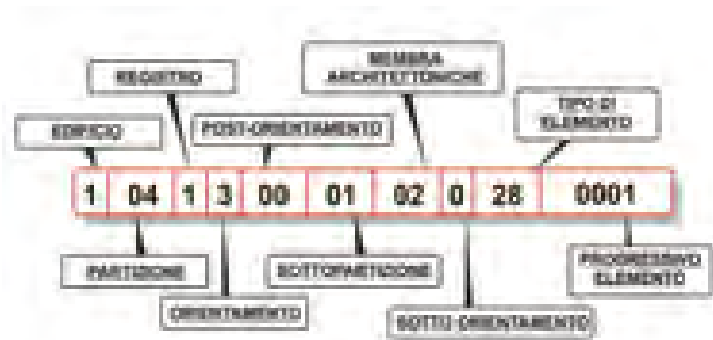 MEMBRA
ARCHITETTONICHE
REGISTRO
TIPO DI
ELEMENTO
EDIFICIO
POST-ORIENTAMENTO
1 04 1 3 00 01 02 0 28 0001
PARTIZIONE
SOTTOPARTIZIONE
PROGRESSIVO
ELEMENTO
ORIENTAMENTO
SOTTO ORIENTAMENTO